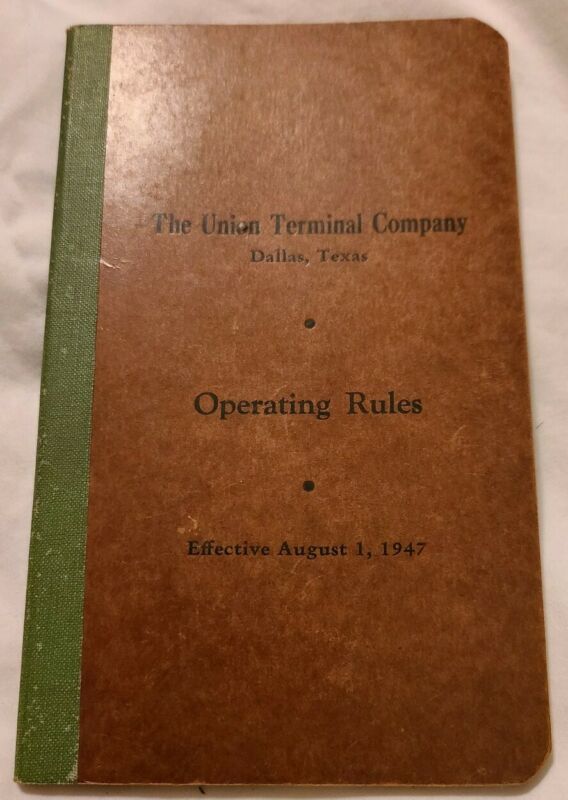 The Union Terminal Company
Dallas, Texas
Operating Rules
Effective August 1, 1947